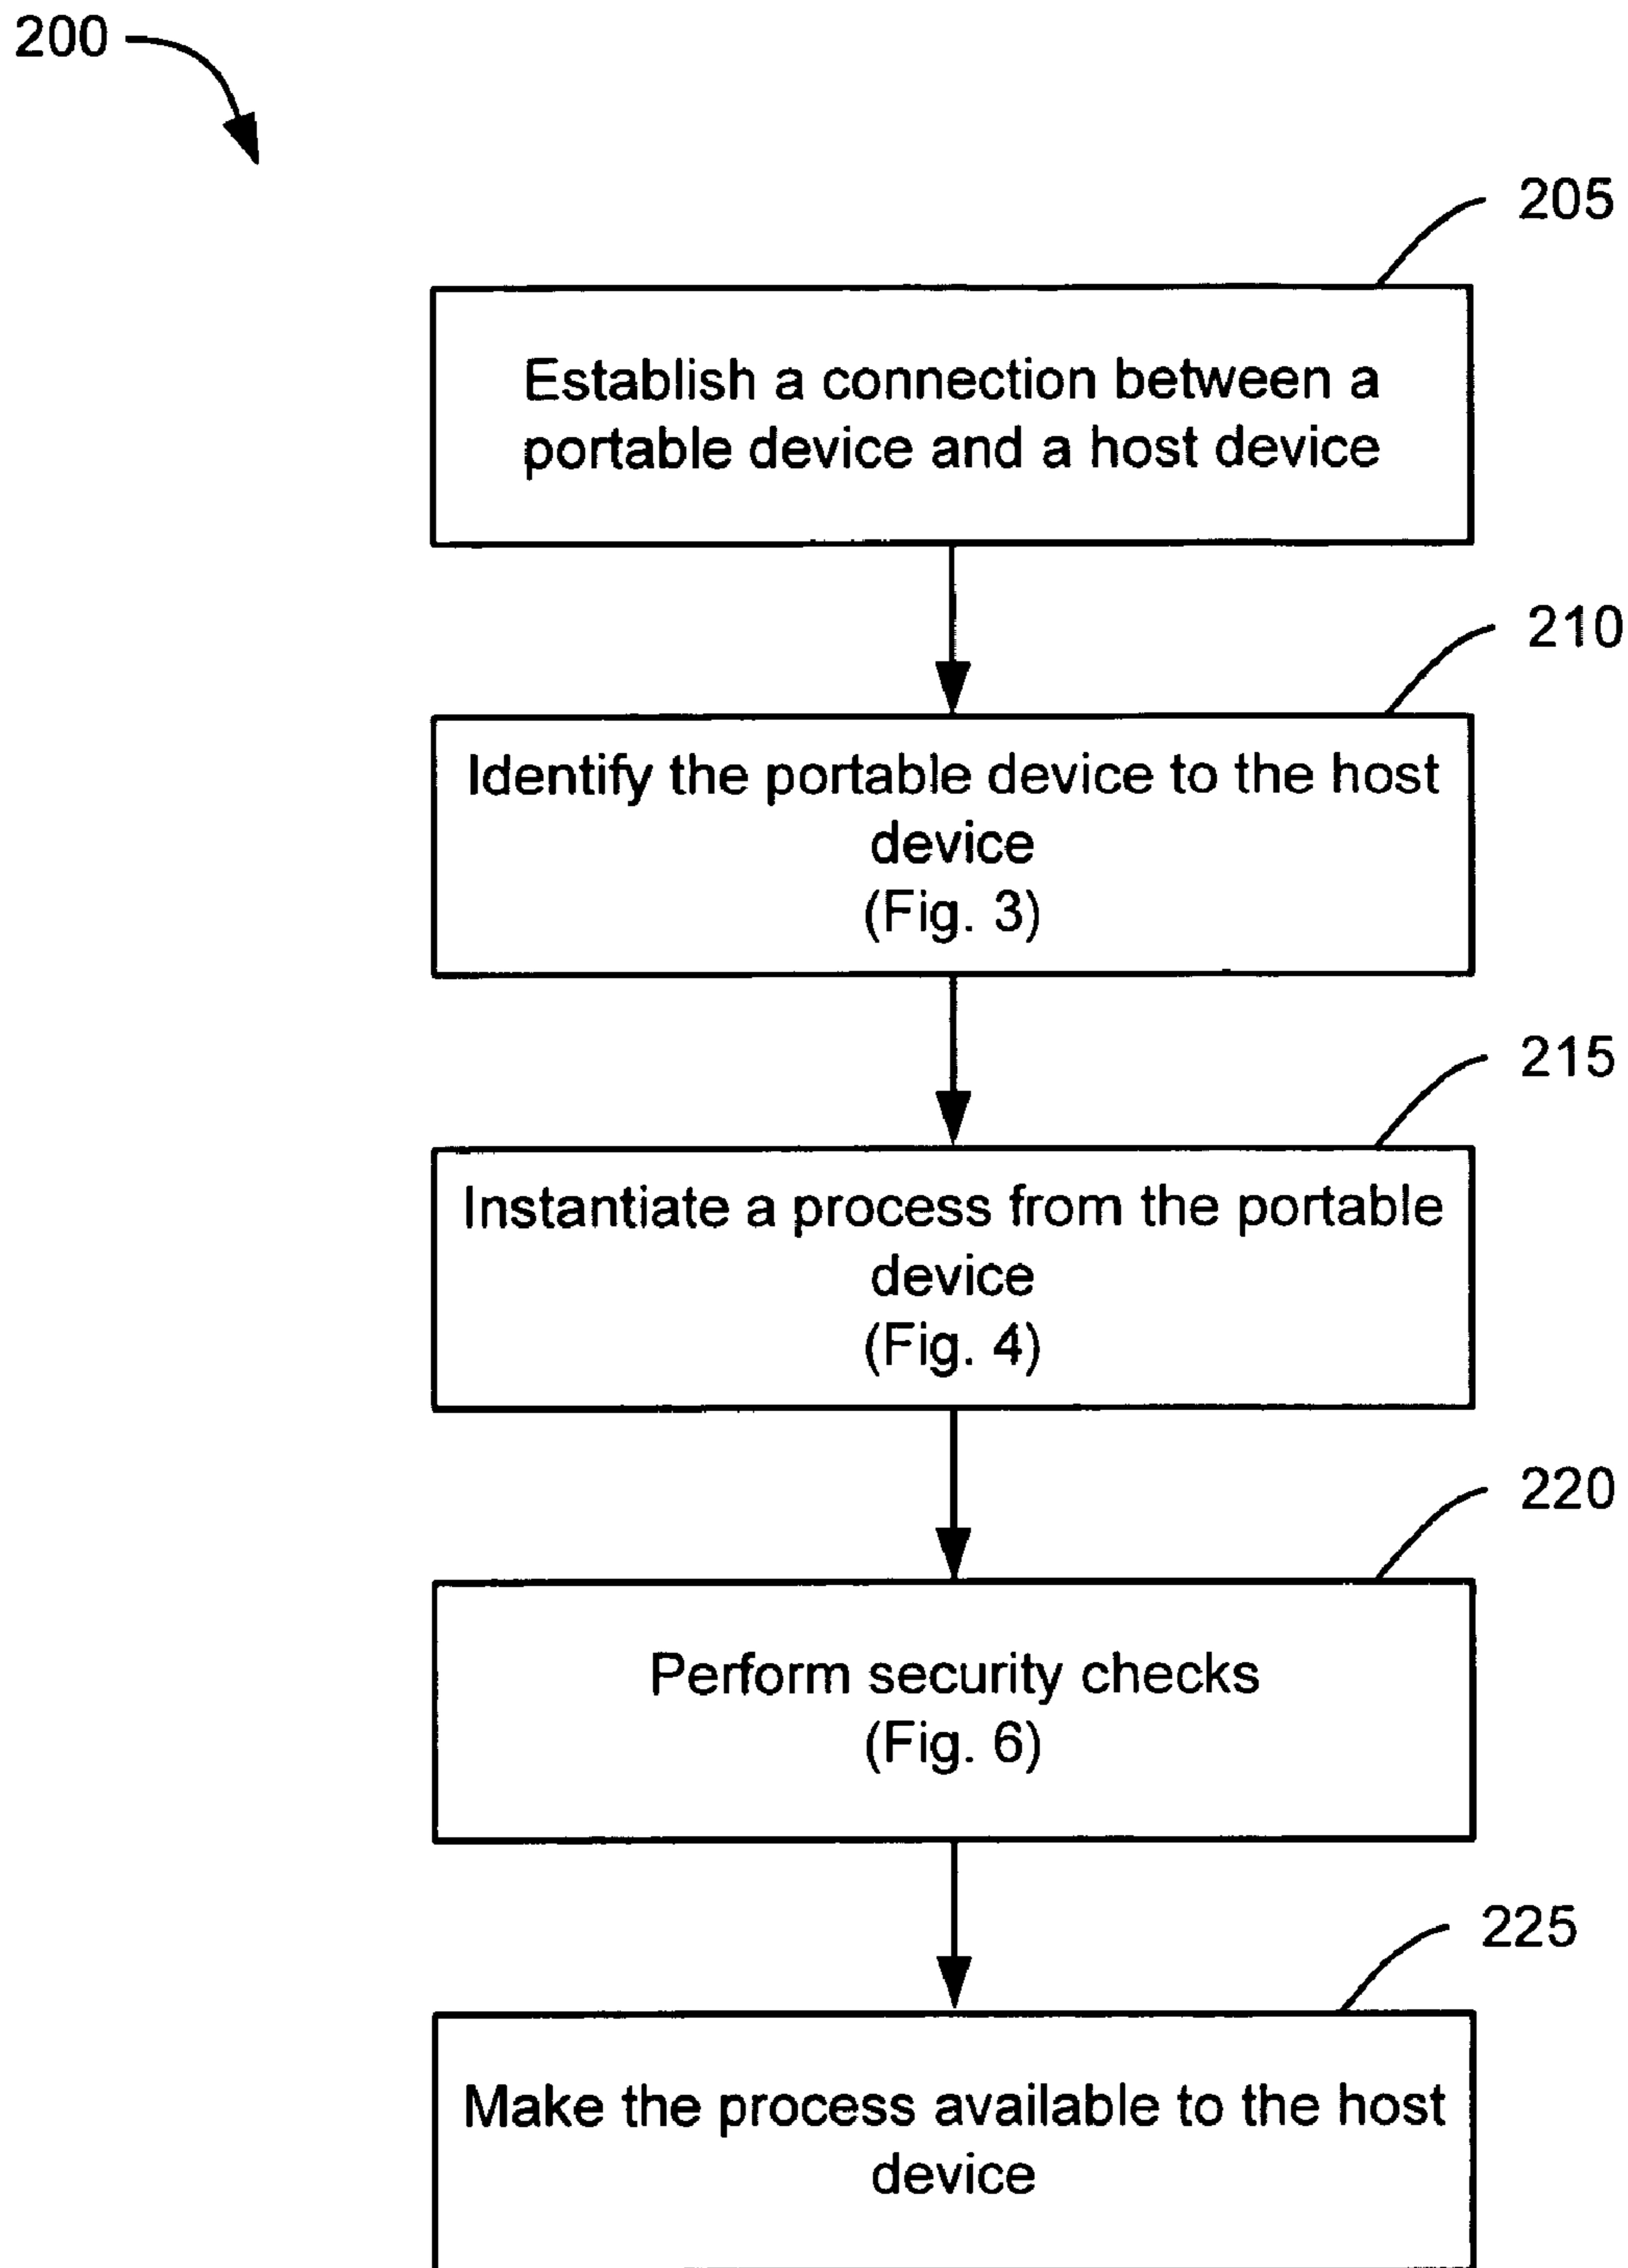 200
205
Establish a connection between a
portable device and a host device
210
Identify the portable device to the host
device
(Fig. 3)
215
Instantiate a process from the portable
device
(Fig. 4)
220
Perform security checks
(Fig. 6)
225
Make the process available to the host
device